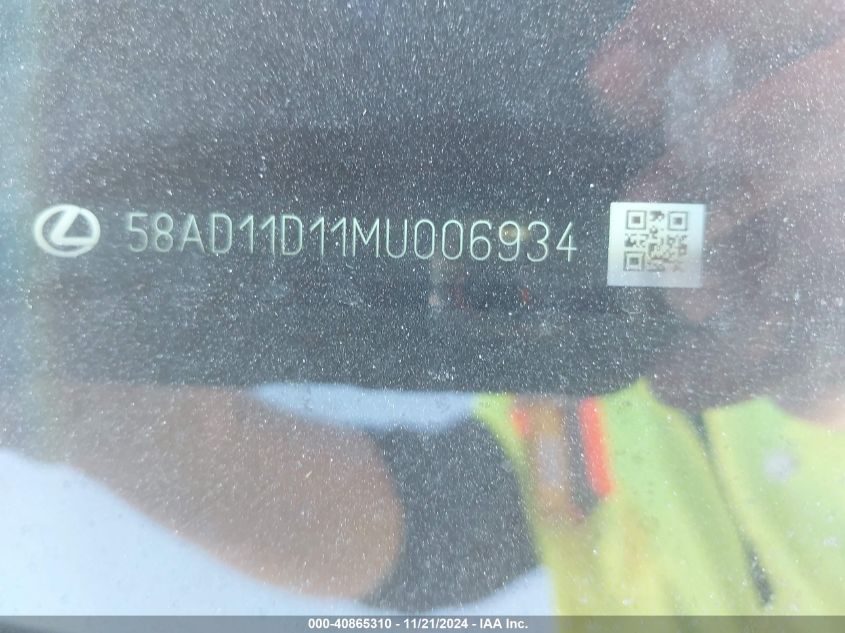 58AD11D11MU006934
000-40865310 - 11/21/2024 - IAA Inc.